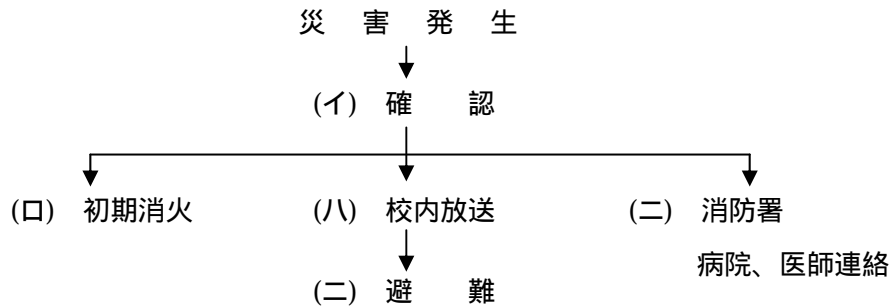 災 害 発 生
(イ) 確 認
(ロ) 初期消火 (ハ) 校内放送 (ニ) 消防署
病院、医師連絡
(ニ) 避 難